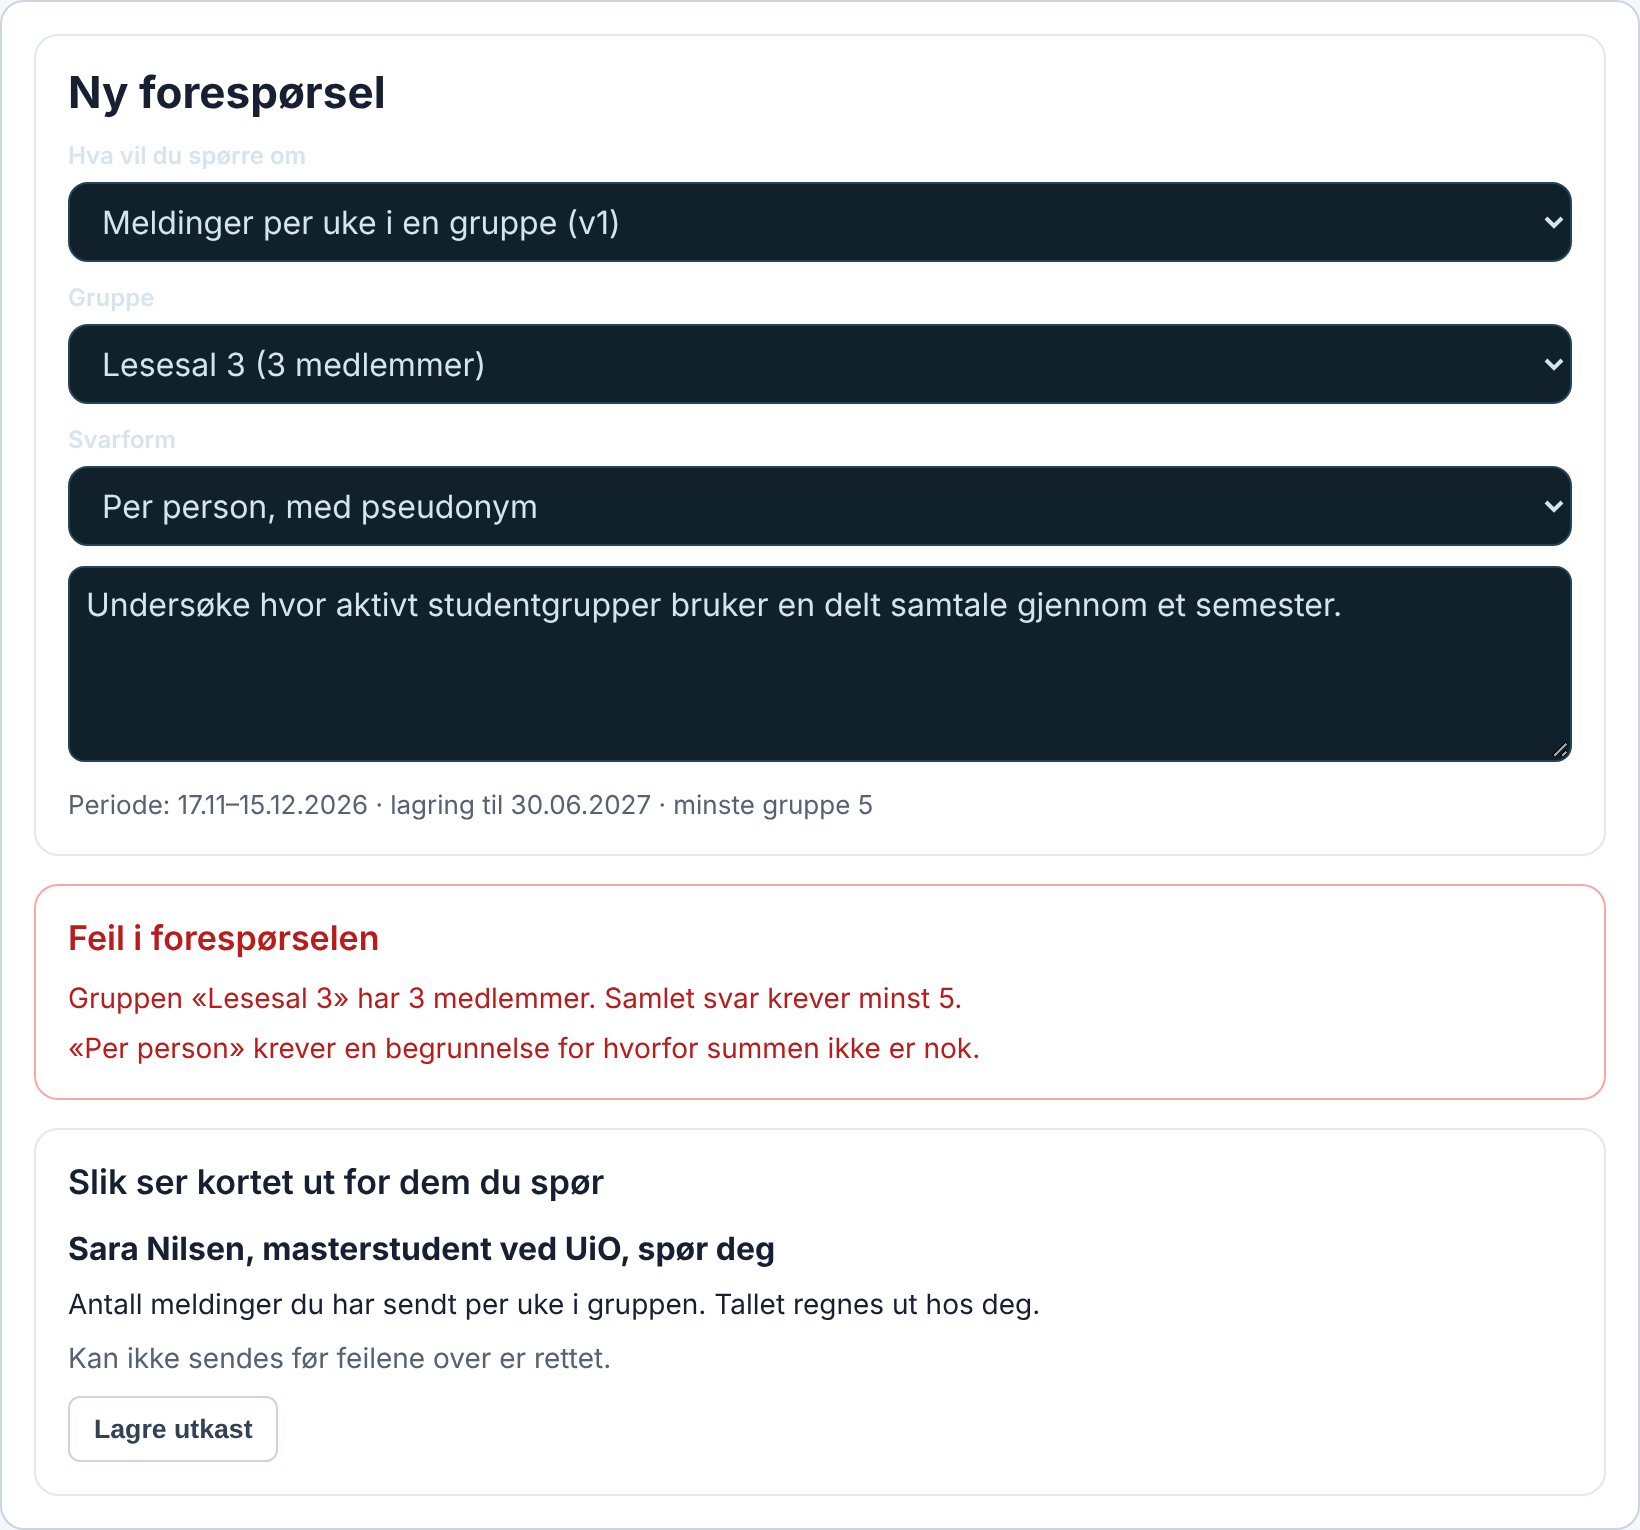 Ny forespørsel
Hva vil du spørre om
Meldinger per uke i en gruppe (v1)
Gruppe
Lesesal 3 (3 medlemmer)
Svarform
Per person, med pseudonym
Undersøke hvor aktivt studentgrupper bruker en delt samtale gjennom et semester.
Periode: 17.11–15.12.2026 · lagring til 30.06.2027 · minste gruppe 5
Feil i forespørselen
Gruppen «Lesesal 3» har 3 medlemmer. Samlet svar krever minst 5.
«Per person» krever en begrunnelse for hvorfor summen ikke er nok.
Slik ser kortet ut for dem du spør
Sara Nilsen, masterstudent ved UiO, spør deg
Antall meldinger du har sendt per uke i gruppen. Tallet regnes ut hos deg.
Kan ikke sendes før feilene over er rettet.
Lagre utkast